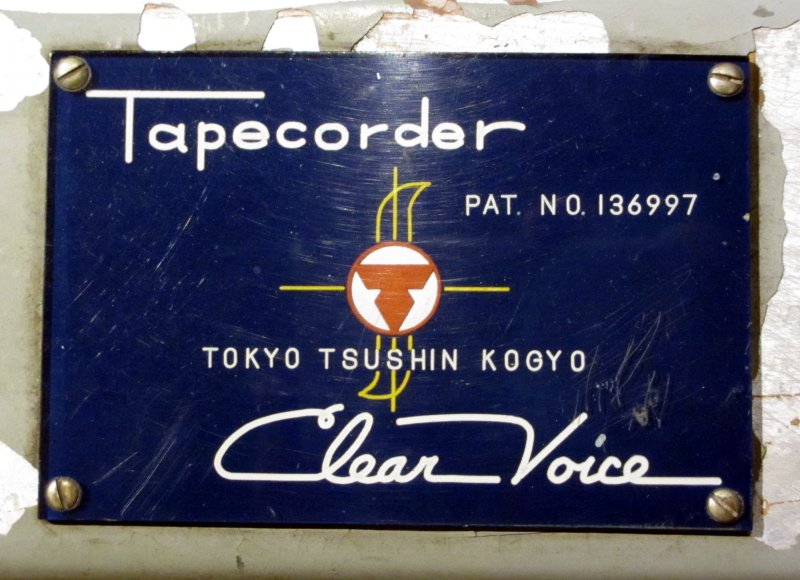 Tapecorder
PAT. NO. 136997
TOKYO TSUSHIN KOGYO
Clear Voice